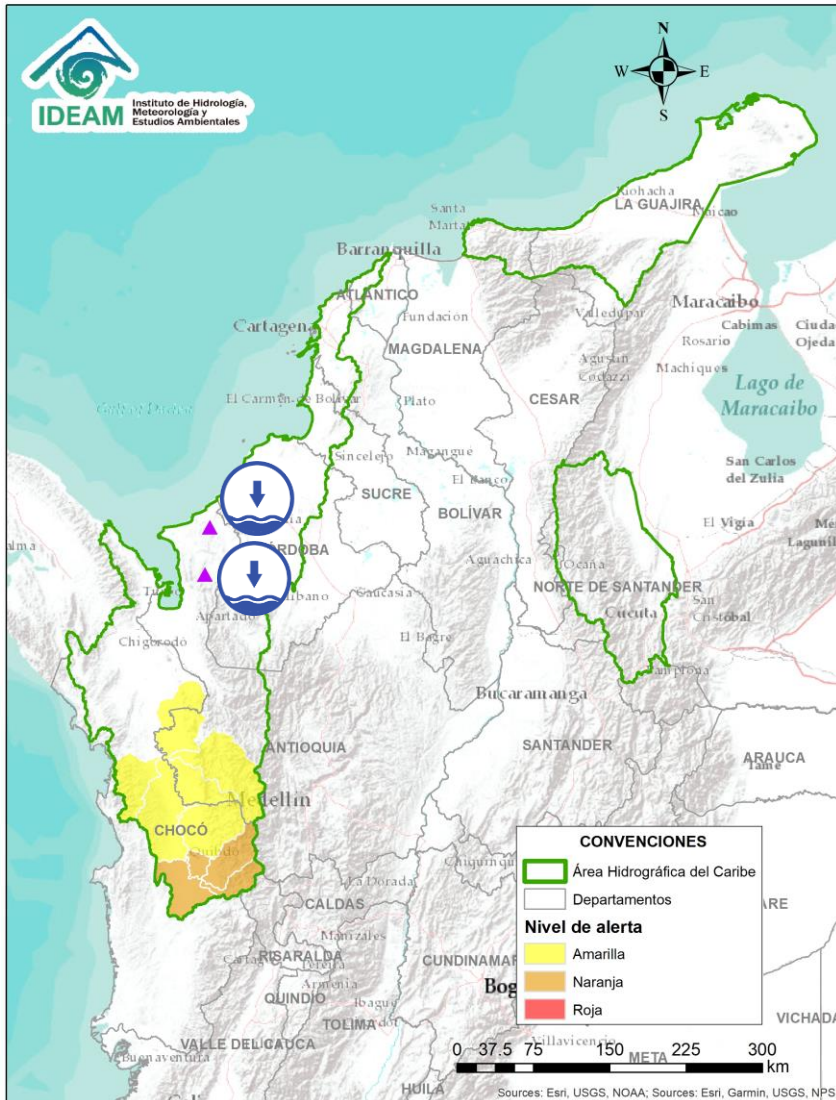 IDEAM
Instituto de Hidrología,
Meteorología y
Estudios Ambientales
N
W
E
S
Riohacha
LA GUAJIRA
Maicao
Santa
Marta
Barranquilla
ATLÁNTICO
Maracaibo
Cabimas
Ciudad
Ojeda
Rosario
Machiques
Lago de
Maracaibo
Fundación
Valledupar
Cartagena
MAGDALENA
Agustín
Codazzi
CESAR
El Carmen de Bolívar
Plato
Sincelejo
Magangué
San Carlos
del Zulia
SUCRE
El Banco
BOLÍVAR
El Vigía
Aguachica
Ocaña
NORTE DE SANTANDER
San
Cristóbal
Cúcuta
Caucasia
Apartadó
El Bagre
Chigorodó
Pamplona
Bucaramanga
ANTIOQUIA
SANTANDER
ARAUCA
Tame
Medellín
CHOCÓ
Quibdó
La Dorada
CALDAS
Manizales
RISARALDA
Pereira
Armenia
QUINDÍO
Ibagué
TOLIMA
VALLE DEL CAUCA
Buenaventura
HUILA
Villavicencio
META
VICHADA
CONVENCIONES
Área Hidrográfica del Caribe
Departamentos
Nivel de alerta
Amarilla
Naranja
Roja
0 37.5 75 150 225 300
km
Sources: Esri, USGS, NOAA; Sources: Esri, Garmin, USGS, NPS